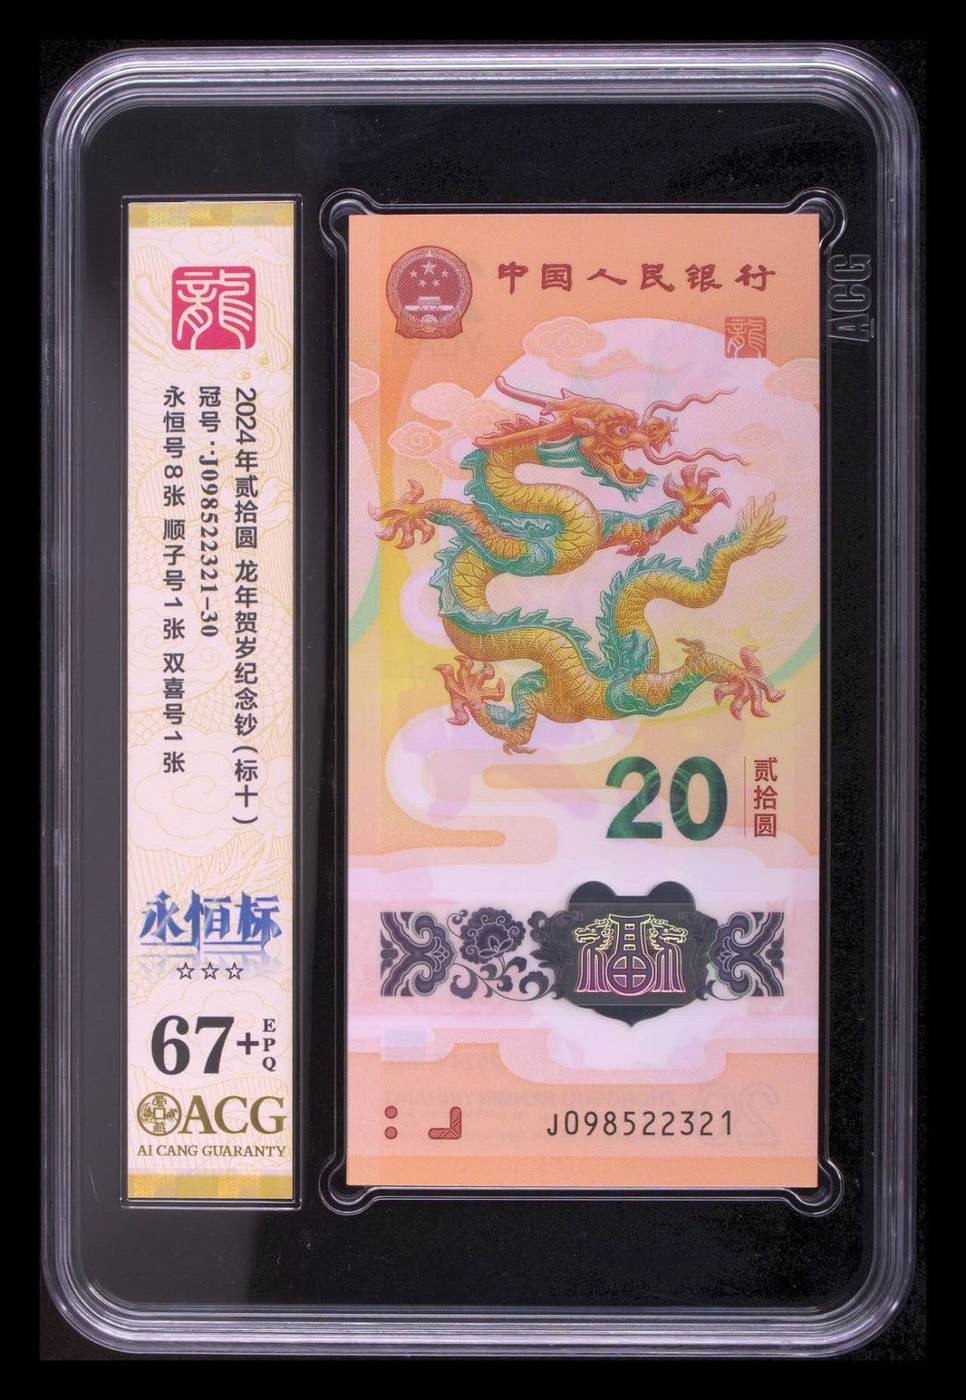 龍
2024年贰拾圆 龙年贺岁纪念钞(标十)
冠号:J098522321-30
永恒号8张 顺子号1张 双喜号1张
永恒标
☆☆☆
67+
EPQ
ACG
AI CANG GUARANTY
中国人民银行
龍
20
贰拾圆
福
J098522321
ACG